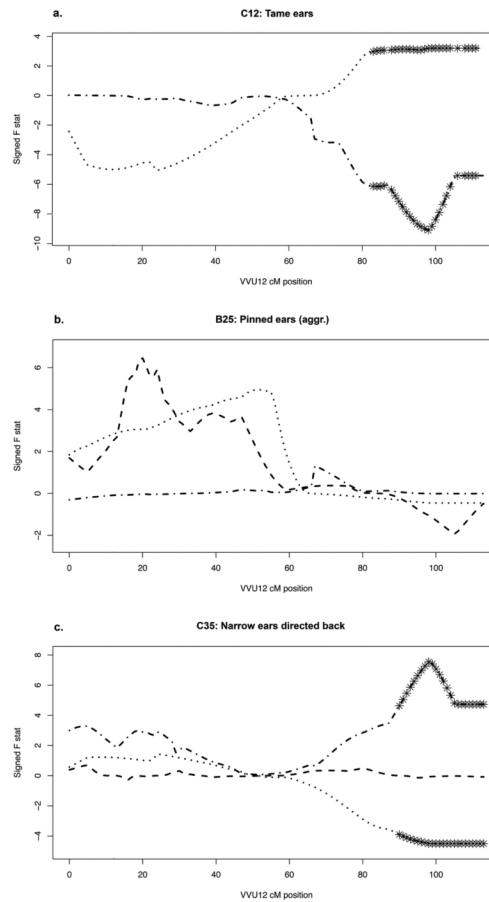 a.
C12: Tame ears
Signed F stat
4
2
0
-2
-4
-6
-8
-10
0 20 40 60 80 100
VVU12 cM position
b.
B25: Pinned ears (aggr.)
Signed F stat
6
4
2
0
-2
0 20 40 60 80 100
VVU12 cM position
c.
C35: Narrow ears directed back
Signed F stat
8
6
4
2
0
-2
-4
0 20 40 60 80 100
VVU12 cM position